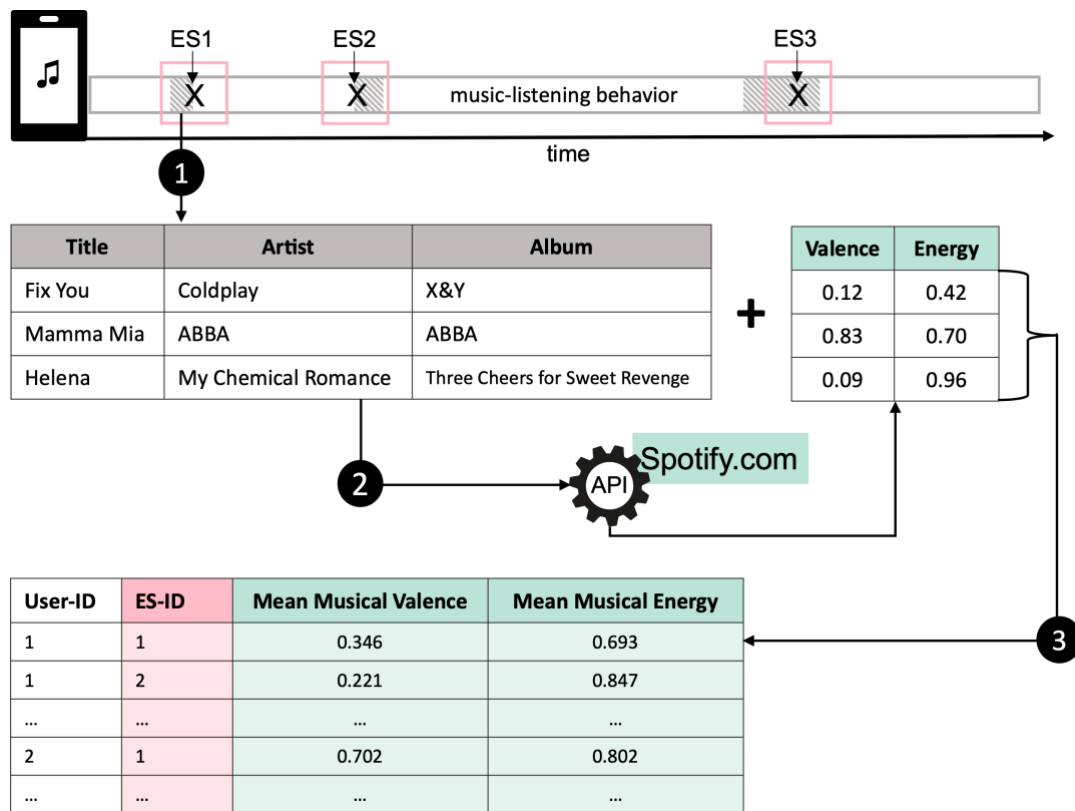 ES1 ES2 ES3
X X music-listening behavior X
time
1
Title Artist Album Valence Energy
Fix You Coldplay X&Y 0.12 0.42
Mamma Mia ABBA ABBA + 0.83 0.70
Helena My Chemical Romance Three Cheers for Sweet Revenge 0.09 0.96
Spotify.com
2 API
User-ID ES-ID Mean Musical Valence Mean Musical Energy
1 1 0.346 0.693
3
1 2 0.221 0.847
... ... ... ...
2 1 0.702 0.802
... ... ... ...